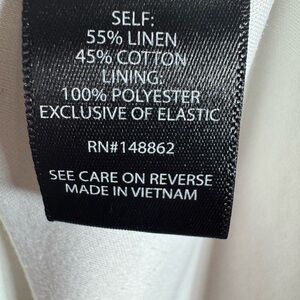 SELF:
55% LINEN
45% COTTON
LINING:
100% POLYESTER
EXCLUSIVE OF ELASTIC
RN#148862
SEE CARE ON REVERSE
MADE IN VIETNAM